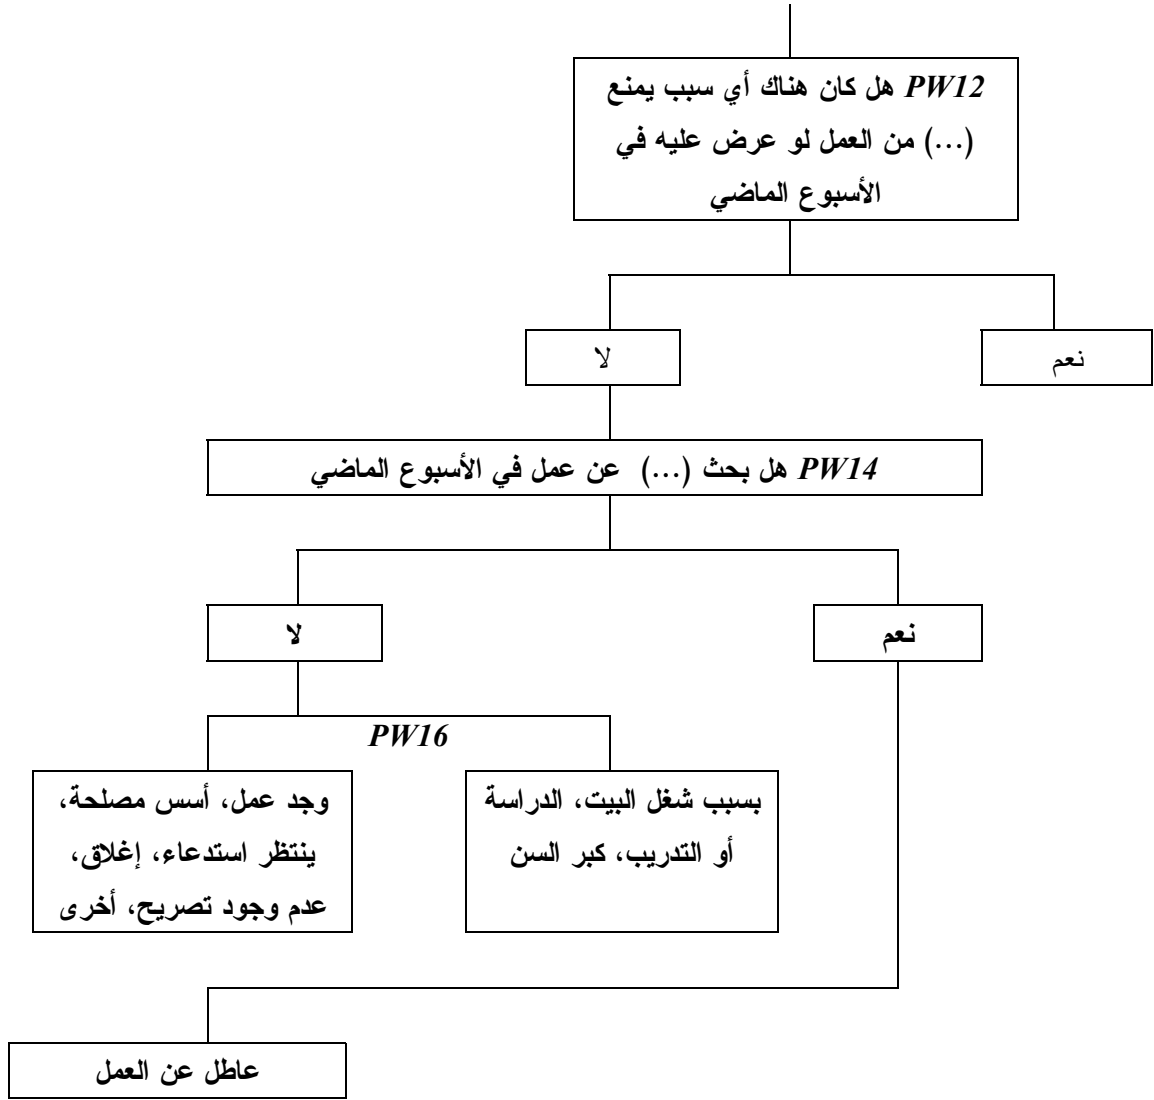 PW12 هل كان هناك أي سبب يمنع
(...) من العمل لو عرض عليه في
الأسبوع الماضي
نعم
لا
PW14 هل بحث (...) عن عمل في الأسبوع الماضي
نعم
لا
PW16
بسبب شغل البيت، الدراسة
أو التدريب، كبر السن
وجد عمل، أسس مصلحة،
ينتظر استدعاء، إغلاق،
عدم وجود تصريح، أخرى
عاطل عن العمل